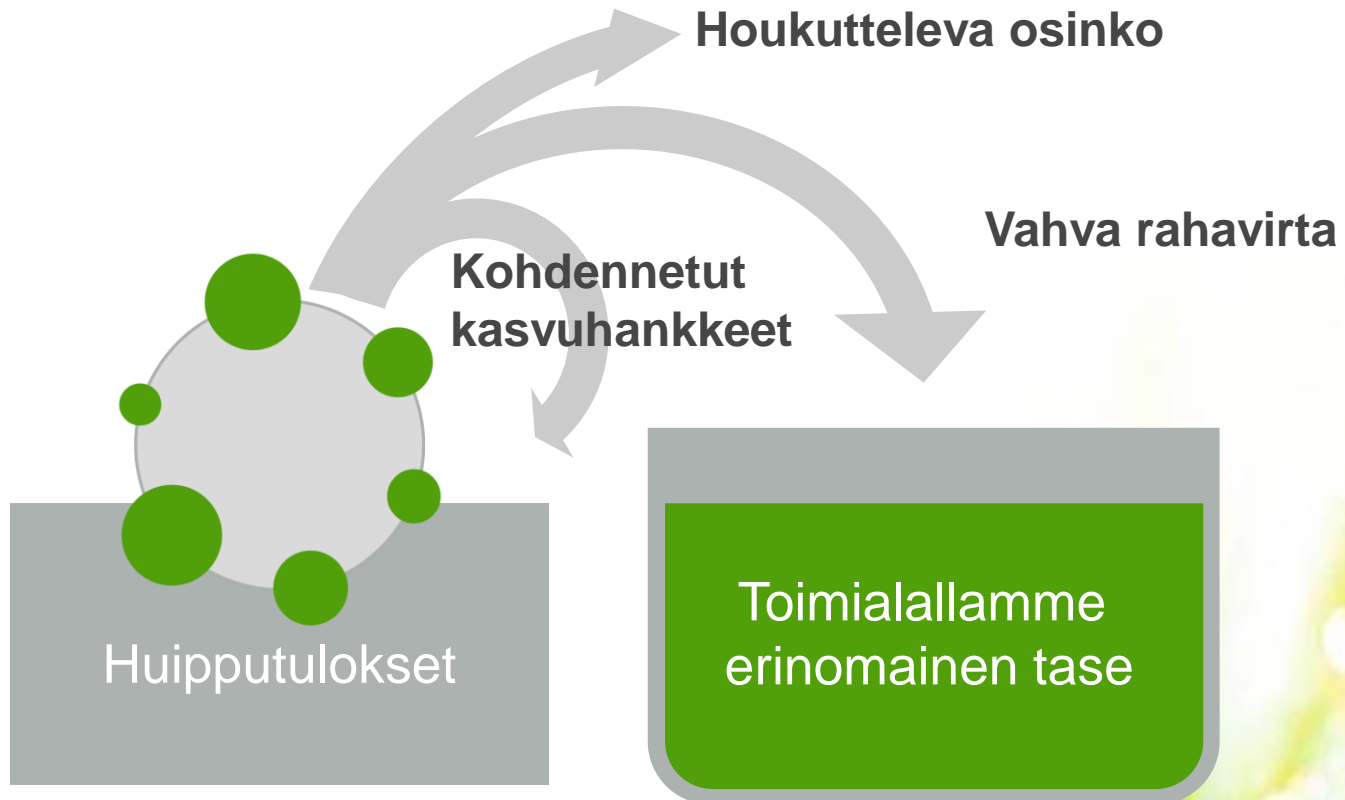 Houkutteleva osinko
Vahva rahavirta
Kohdennetut
kasvuhankkeet
Huipputulokset
Toimialallamme
erinomainen tase